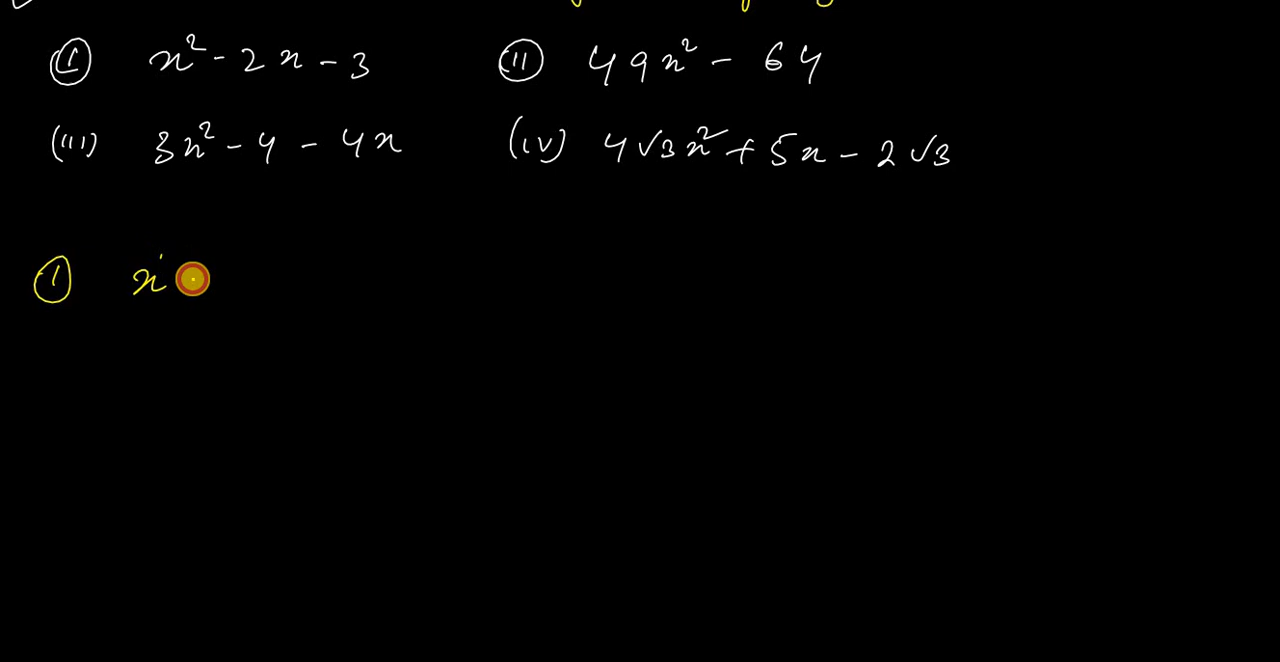 (i) x² - 2x - 3 (ii) 49x² - 64
(iii) 3x² - 4 - 4x (iv) 4√3x² + 5x - 2√3
(i) x